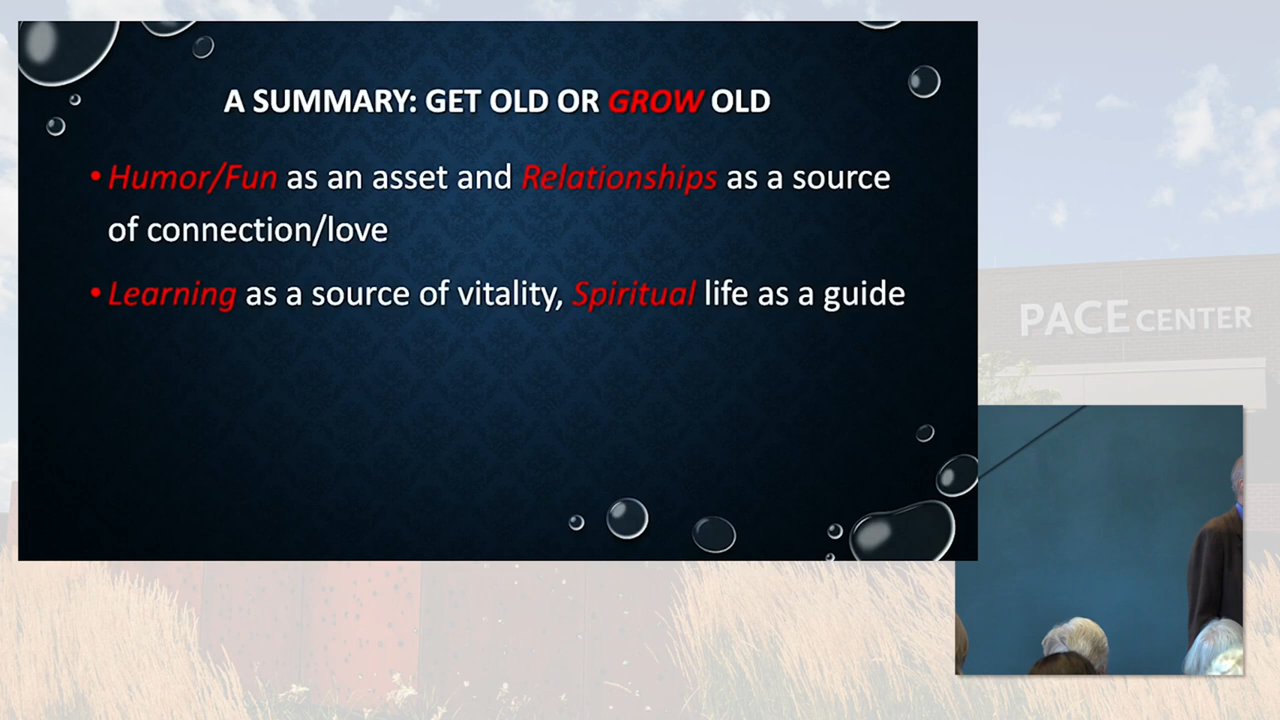 A SUMMARY: GET OLD OR GROW OLD
• Humor/Fun as an asset and Relationships as a source
of connection/love
• Learning as a source of vitality, Spiritual life as a guide
PACE CENTER